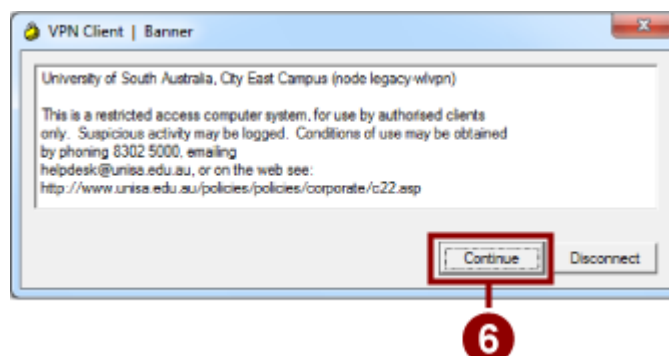 VPN Client | Banner
University of South Australia, City East Campus (node legacy-wlvpn)
This is a restricted access computer system, for use by authorised clients
only. Suspicious activity may be logged. Conditions of use may be obtained
by phoning 8302 5000, emailing
helpdesk@unisa.edu.au, or on the web see:
http://www.unisa.edu.au/policies/policies/corporate/c22.asp
Continue Disconnect
6